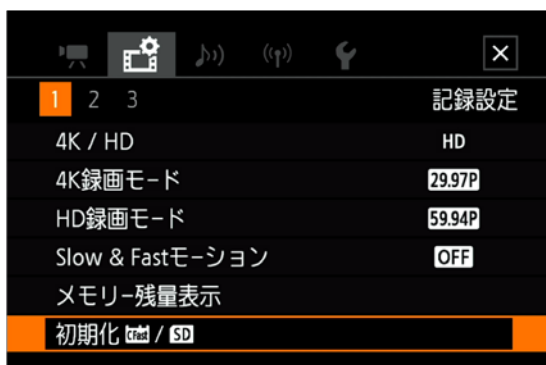 1 2 3 記録設定
4K / HD HD
4K録画モード 29.97P
HD録画モード 59.94P
Slow & Fastモーション OFF
メモリー残量表示
初期化 CFast / SD